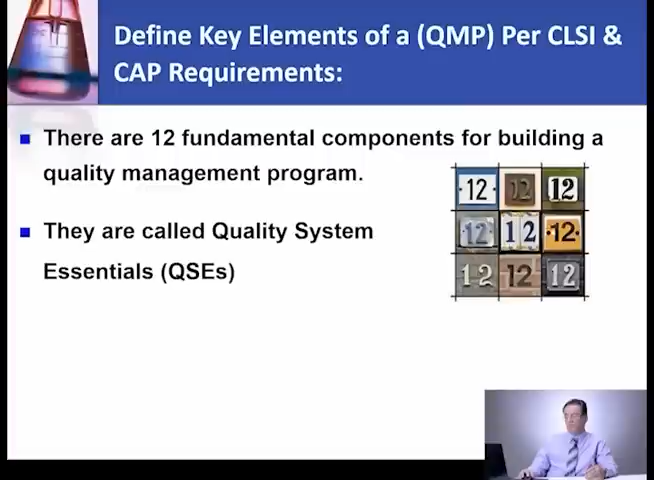 Define Key Elements of a (QMP) Per CLSI &
CAP Requirements:
There are 12 fundamental components for building a
quality management program.
They are called Quality System
Essentials (QSEs)
12 12 12
12 12 12
12 12 12